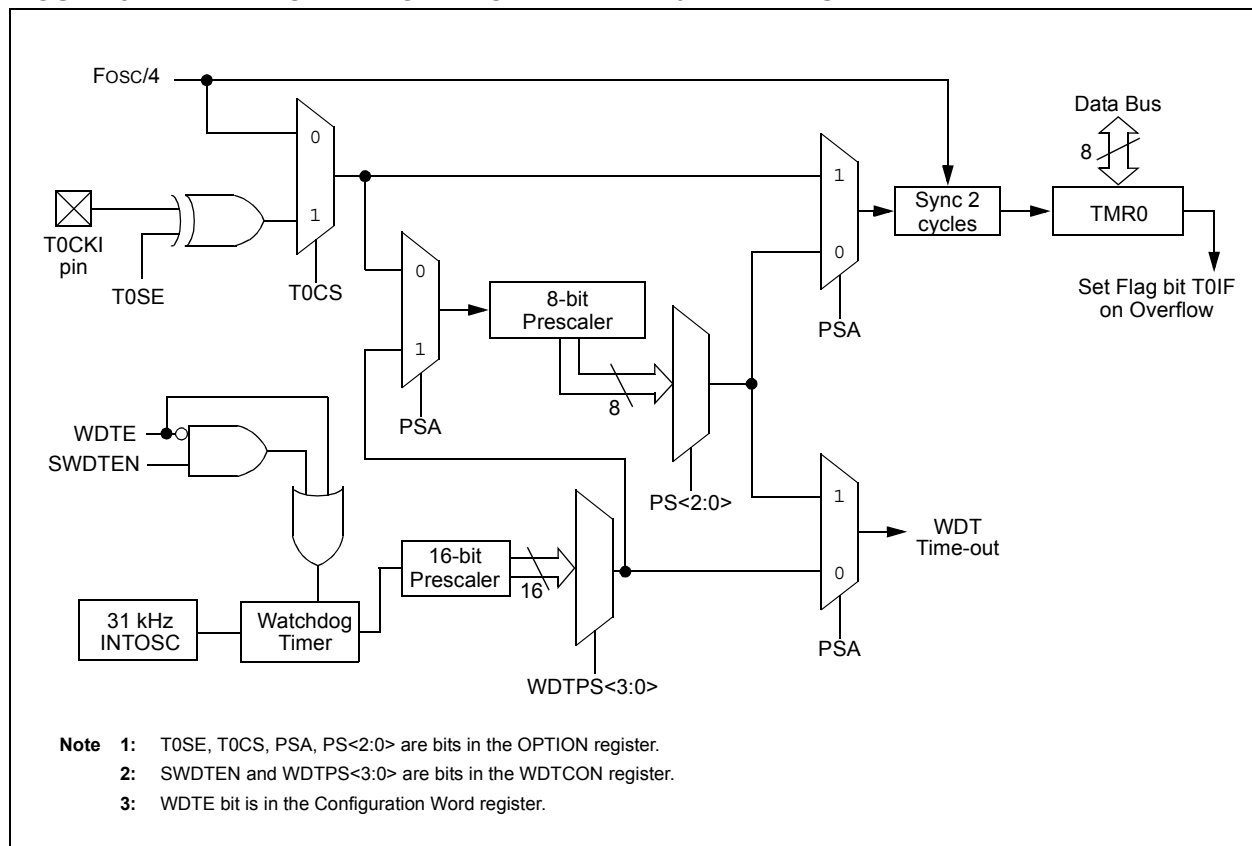 Fosc/4
0
1
T0CKI
pin
T0SE
T0CS
0
1
PSA
8-bit
Prescaler
8
PS<2:0>
1
0
PSA
Sync 2
cycles
Data Bus
8
TMR0
Set Flag bit T0IF
on Overflow
WDTE
SWDTEN
31 kHz
INTOSC
Watchdog
Timer
16-bit
Prescaler
16
WDTPS<3:0>
1
0
PSA
WDT
Time-out
Note 1: T0SE, T0CS, PSA, PS<2:0> are bits in the OPTION register.
2: SWDTEN and WDTPS<3:0> are bits in the WDTCON register.
3: WDTE bit is in the Configuration Word register.